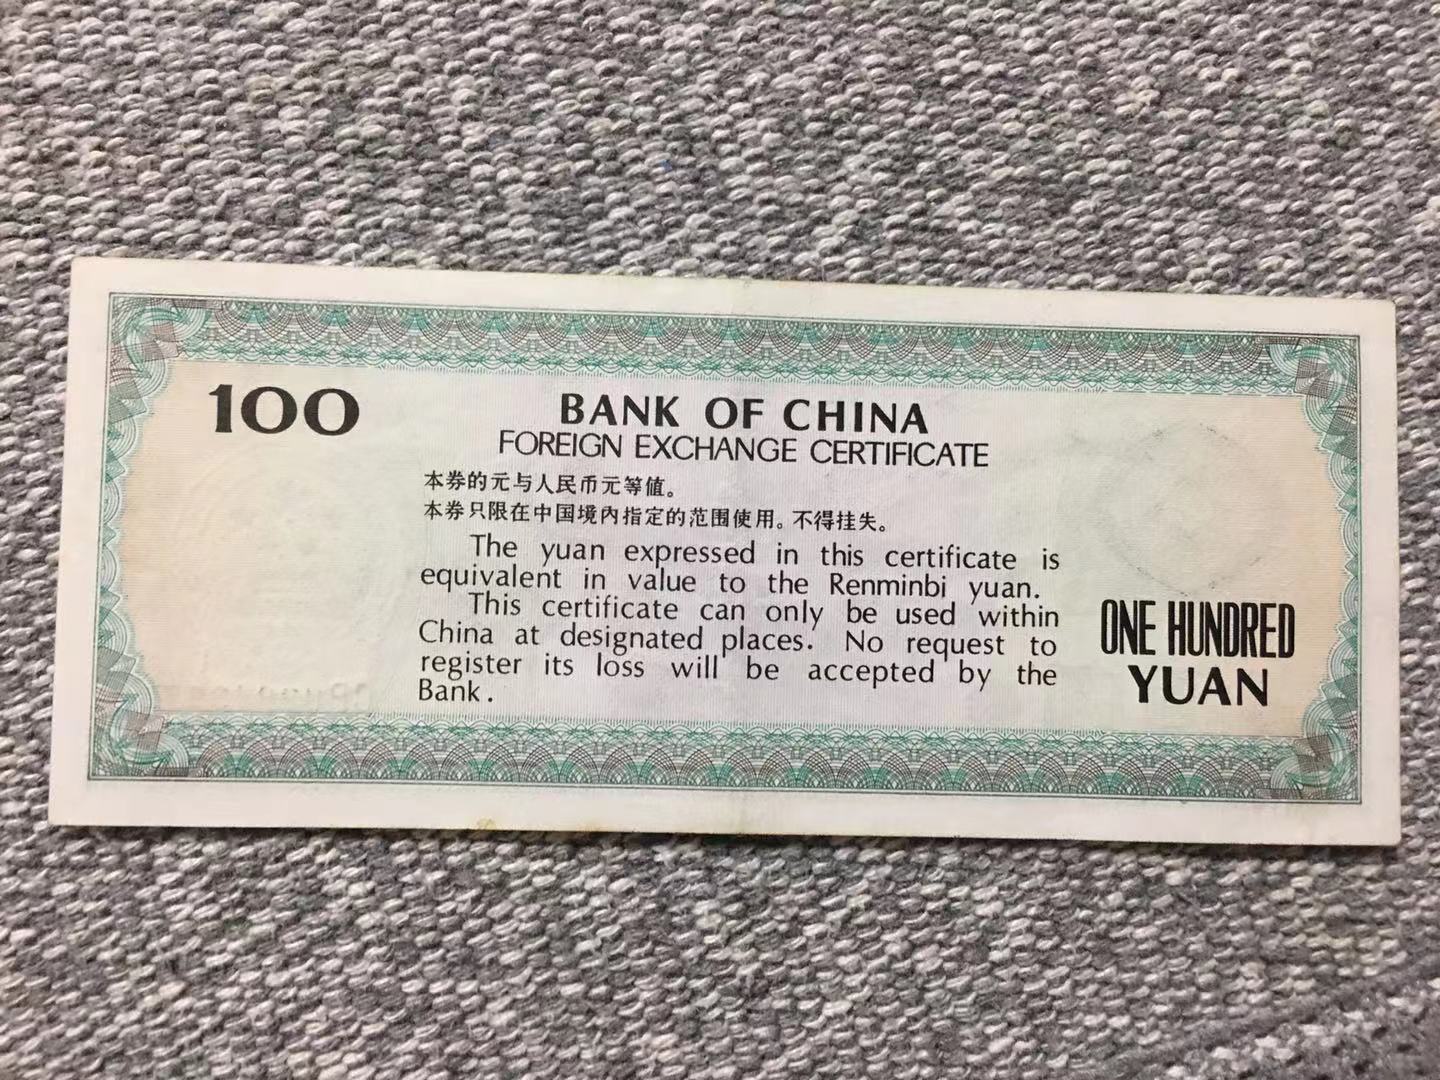 100
BANK OF CHINA
FOREIGN EXCHANGE CERTIFICATE
本券的元与人民币元等值。
本券只限在中国境内指定的范围使用。不得挂失。
The yuan expressed in this certificate is
equivalent in value to the Renminbi yuan.
This certificate can only be used within
China at designated places. No request to
register its loss will be accepted by the
Bank.
ONE HUNDRED
YUAN